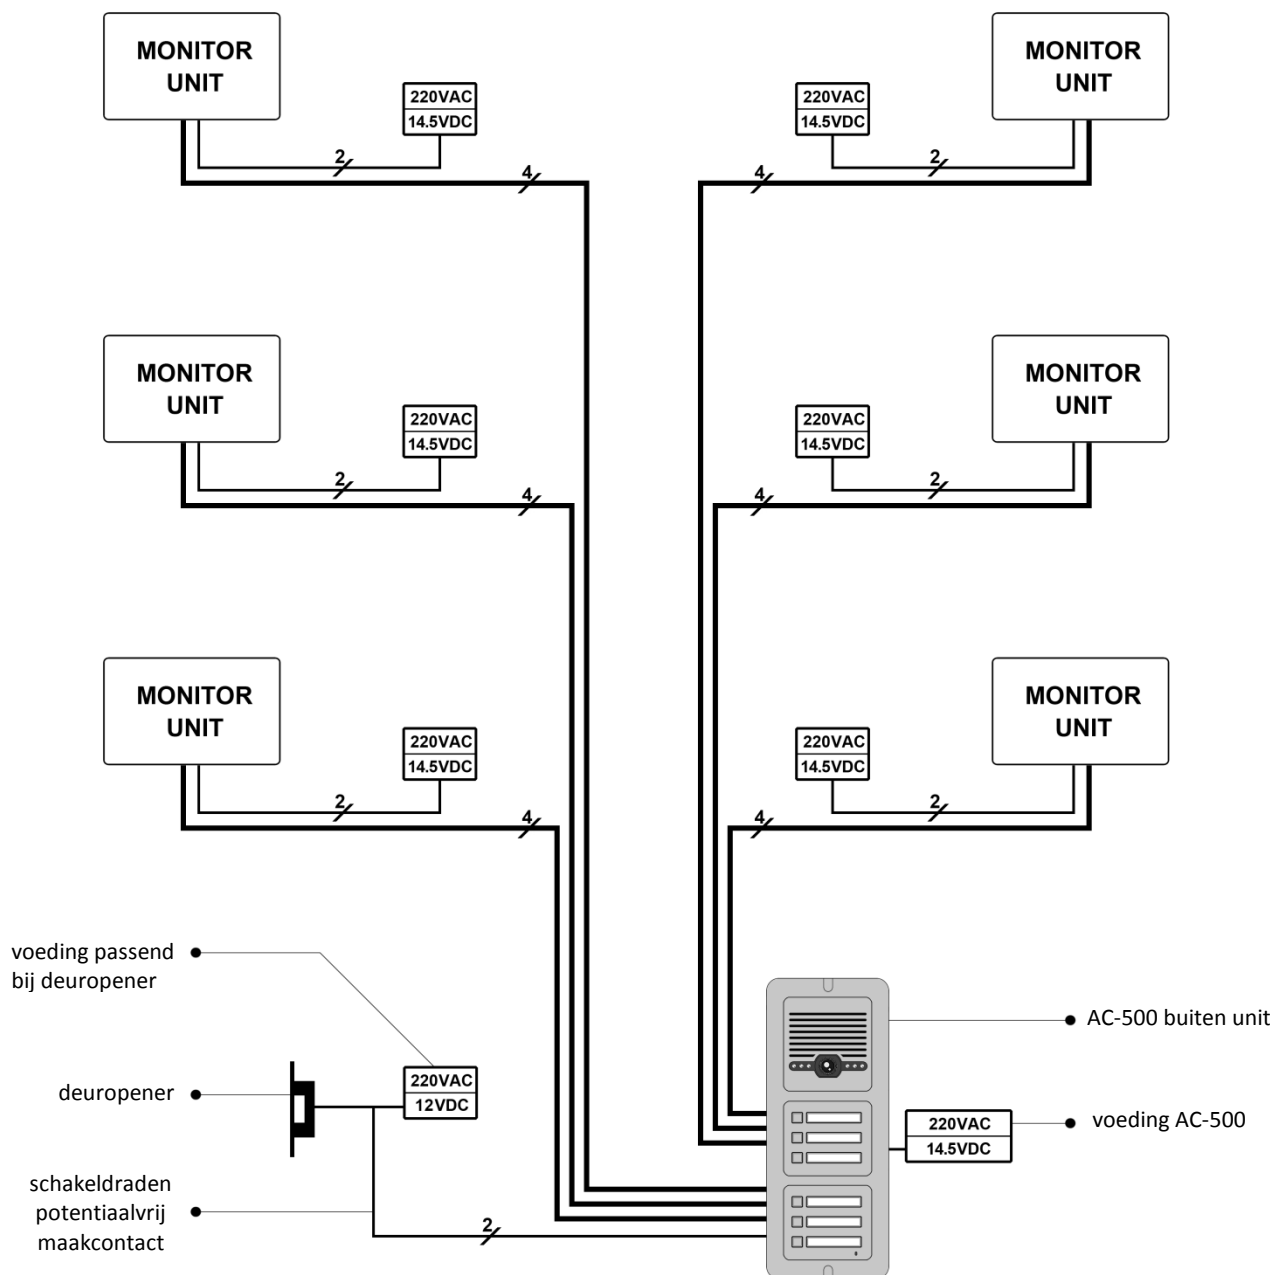 MONITOR
UNIT
220VAC
14.5VDC
2
4
220VAC
14.5VDC
2
4
MONITOR
UNIT
MONITOR
UNIT
220VAC
14.5VDC
2
4
220VAC
14.5VDC
2
4
MONITOR
UNIT
MONITOR
UNIT
220VAC
14.5VDC
2
4
220VAC
14.5VDC
2
4
MONITOR
UNIT
voeding passend
bij deuropener
deuropener
220VAC
12VDC
schakeldraden
potentiaalvrij
maakcontact
2
AC-500 buiten unit
220VAC
14.5VDC
voeding AC-500